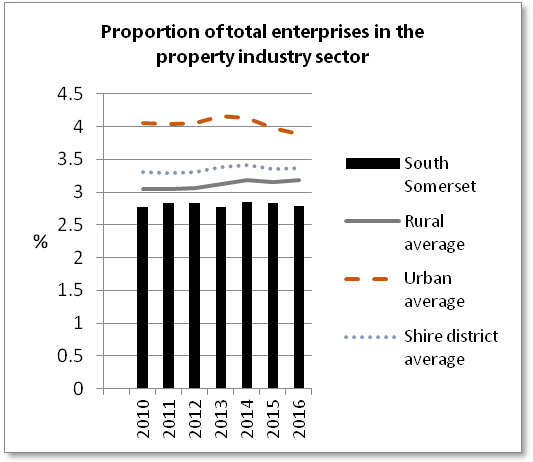 Proportion of total enterprises in the
property industry sector
4.5
4
3.5
3
2.5
2
1.5
1
0.5
0
%
2010
2011
2012
2013
2014
2015
2016
South
Somerset
Rural
average
Urban
average
Shire district
average